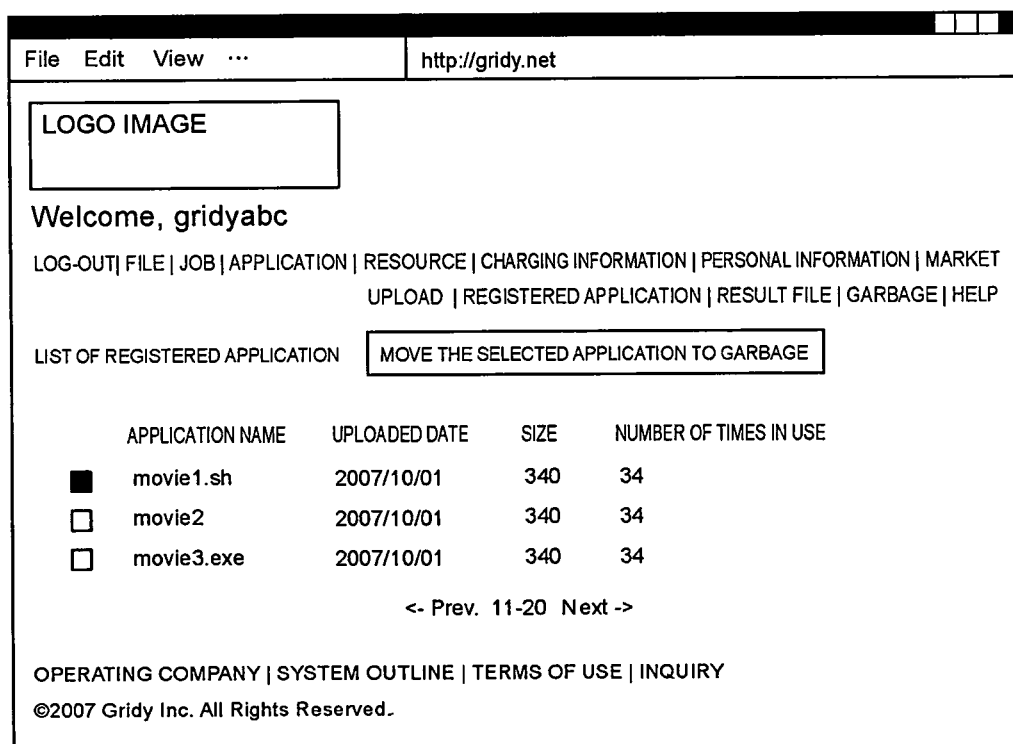 File Edit View ··· http://gridy.net
LOGO IMAGE
Welcome, gridyabc
LOG-OUT| FILE | JOB | APPLICATION | RESOURCE | CHARGING INFORMATION | PERSONAL INFORMATION | MARKET
UPLOAD | REGISTERED APPLICATION | RESULT FILE | GARBAGE | HELP
LIST OF REGISTERED APPLICATION MOVE THE SELECTED APPLICATION TO GARBAGE
APPLICATION NAME UPLOADED DATE SIZE NUMBER OF TIMES IN USE
movie1.sh 2007/10/01 340 34
movie2 2007/10/01 340 34
movie3.exe 2007/10/01 340 34
<- Prev. 11-20 Next ->
OPERATING COMPANY | SYSTEM OUTLINE | TERMS OF USE | INQUIRY
©2007 Gridy Inc. All Rights Reserved.